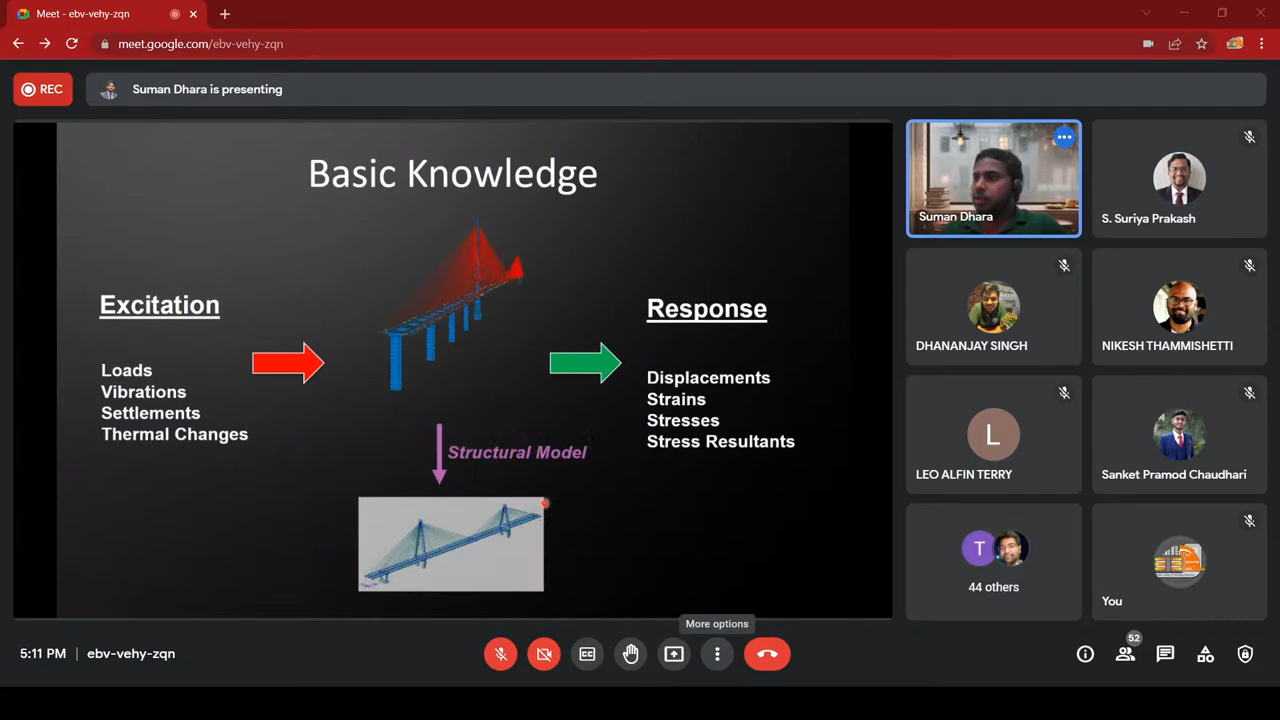 Meet - ebv-vehy-zqn
meet.google.com/ebv-vehy-zqn
REC
Suman Dhara is presenting
Basic Knowledge
Excitation
Loads
Vibrations
Settlements
Thermal Changes
Structural Model
Response
Displacements
Strains
Stresses
Stress Resultants
Suman Dhara
S. Suriya Prakash
DHANANJAY SINGH
NIKESH THAMMISHETTI
L
LEO ALFIN TERRY
Sanket Pramod Chaudhari
T
44 others
You
More options
5:11 PM
ebv-vehy-zqn
52